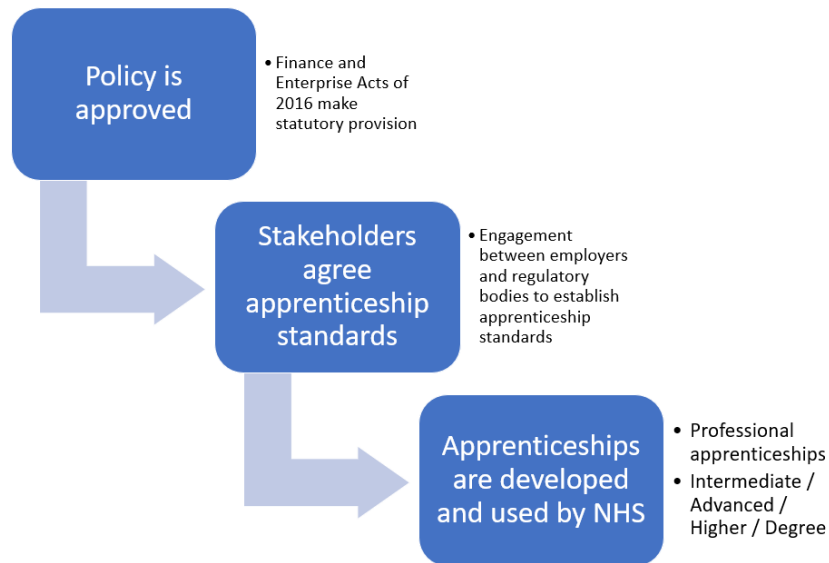 Policy is
approved
• Finance and
Enterprise Acts of
2016 make
statutory provision
Stakeholders
agree
apprenticeship
standards
• Engagement
between employers
and regulatory
bodies to establish
apprenticeship
standards
Apprenticeships
are developed
and used by NHS
• Professional
apprenticeships
• Intermediate /
Advanced /
Higher / Degree